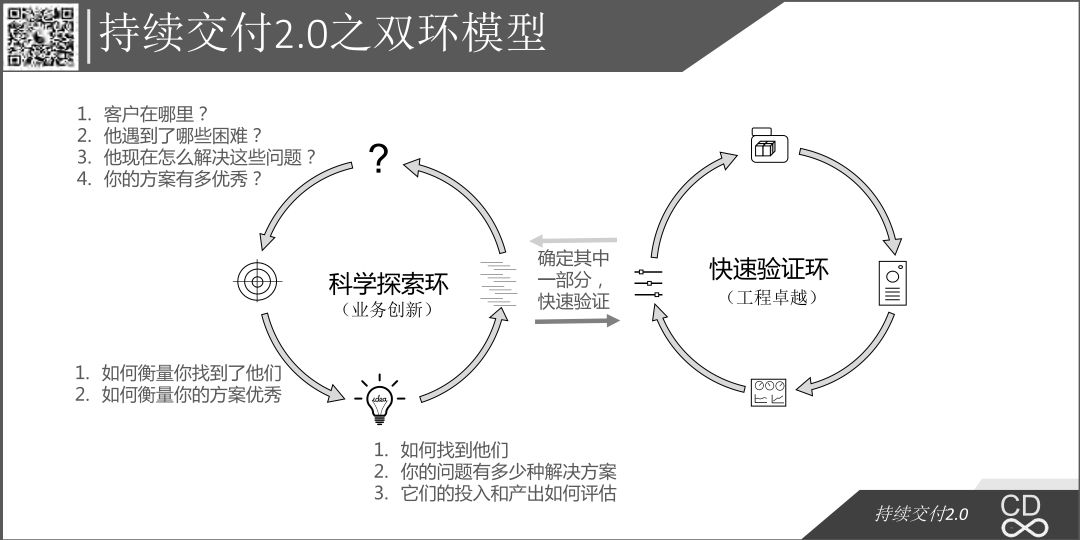 持续交付2.0之双环模型
1. 客户在哪里？
2. 他遇到了哪些困难？
3. 他现在怎么解决这些问题？
4. 你的方案有多优秀？
?
科学探索环
（业务创新）
确定其中
一部分，
快速验证
快速验证环
（工程卓越）
1. 如何衡量你找到了他们
2. 如何衡量你的方案优秀
idea
1. 如何找到他们
2. 你的问题有多少种解决方案
3. 它们的投入和产出如何评估
持续交付2.0
CD